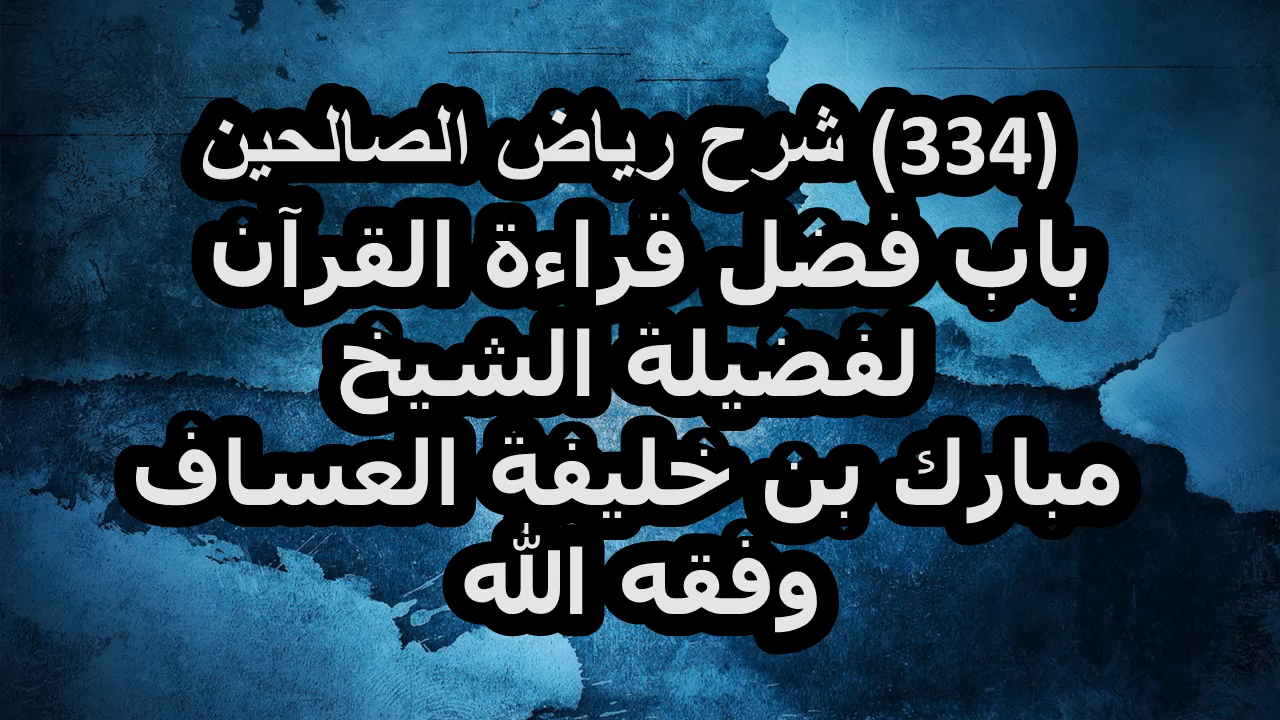 (334) شرح رياض الصالحين
باب فضل قراءة القرآن
لفضيلة الشيخ
مبارك بن خليفة العساف
وفقه الله